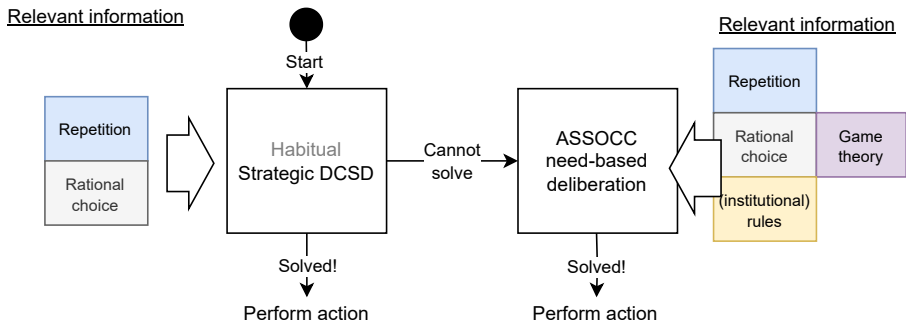 Relevant information
Start
Repetition
Rational
choice
Habitual
Strategic DCSD
Solved!
Perform action
Cannot
solve
ASSOCC
need-based
deliberation
Solved!
Perform action
Relevant information
Repetition
Rational
choice
Game
theory
(institutional)
rules